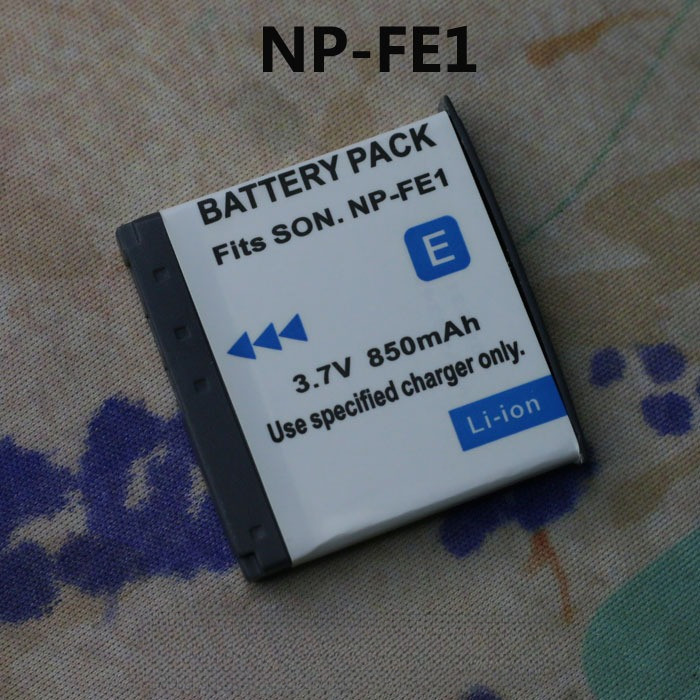 NP-FE1
BATTERY PACK
Fits SON. NP-FE1
E
3.7V 850mAh
Use specified charger only.
Li-ion